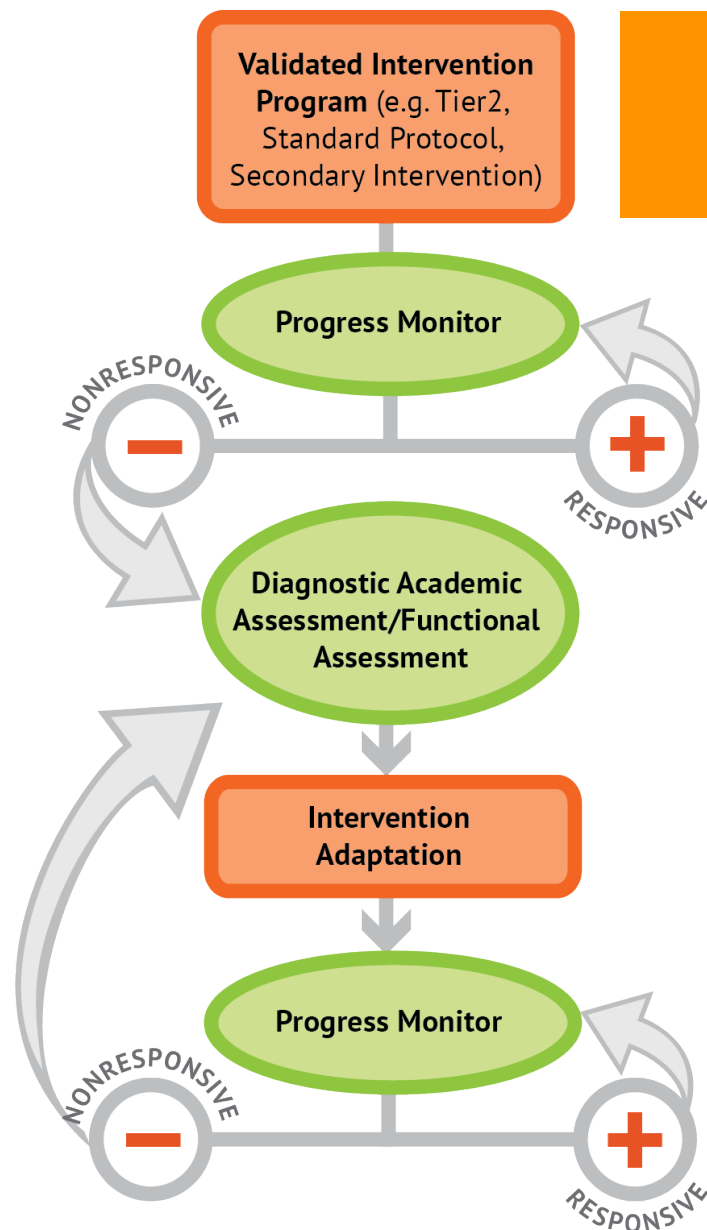 Validated Intervention
Program (e.g. Tier2,
Standard Protocol,
Secondary Intervention)
Progress Monitor
NONRESPONSIVE
RESPONSIVE
Diagnostic Academic
Assessment/Functional
Assessment
Intervention
Adaptation
Progress Monitor
NONRESPONSIVE
RESPONSIVE